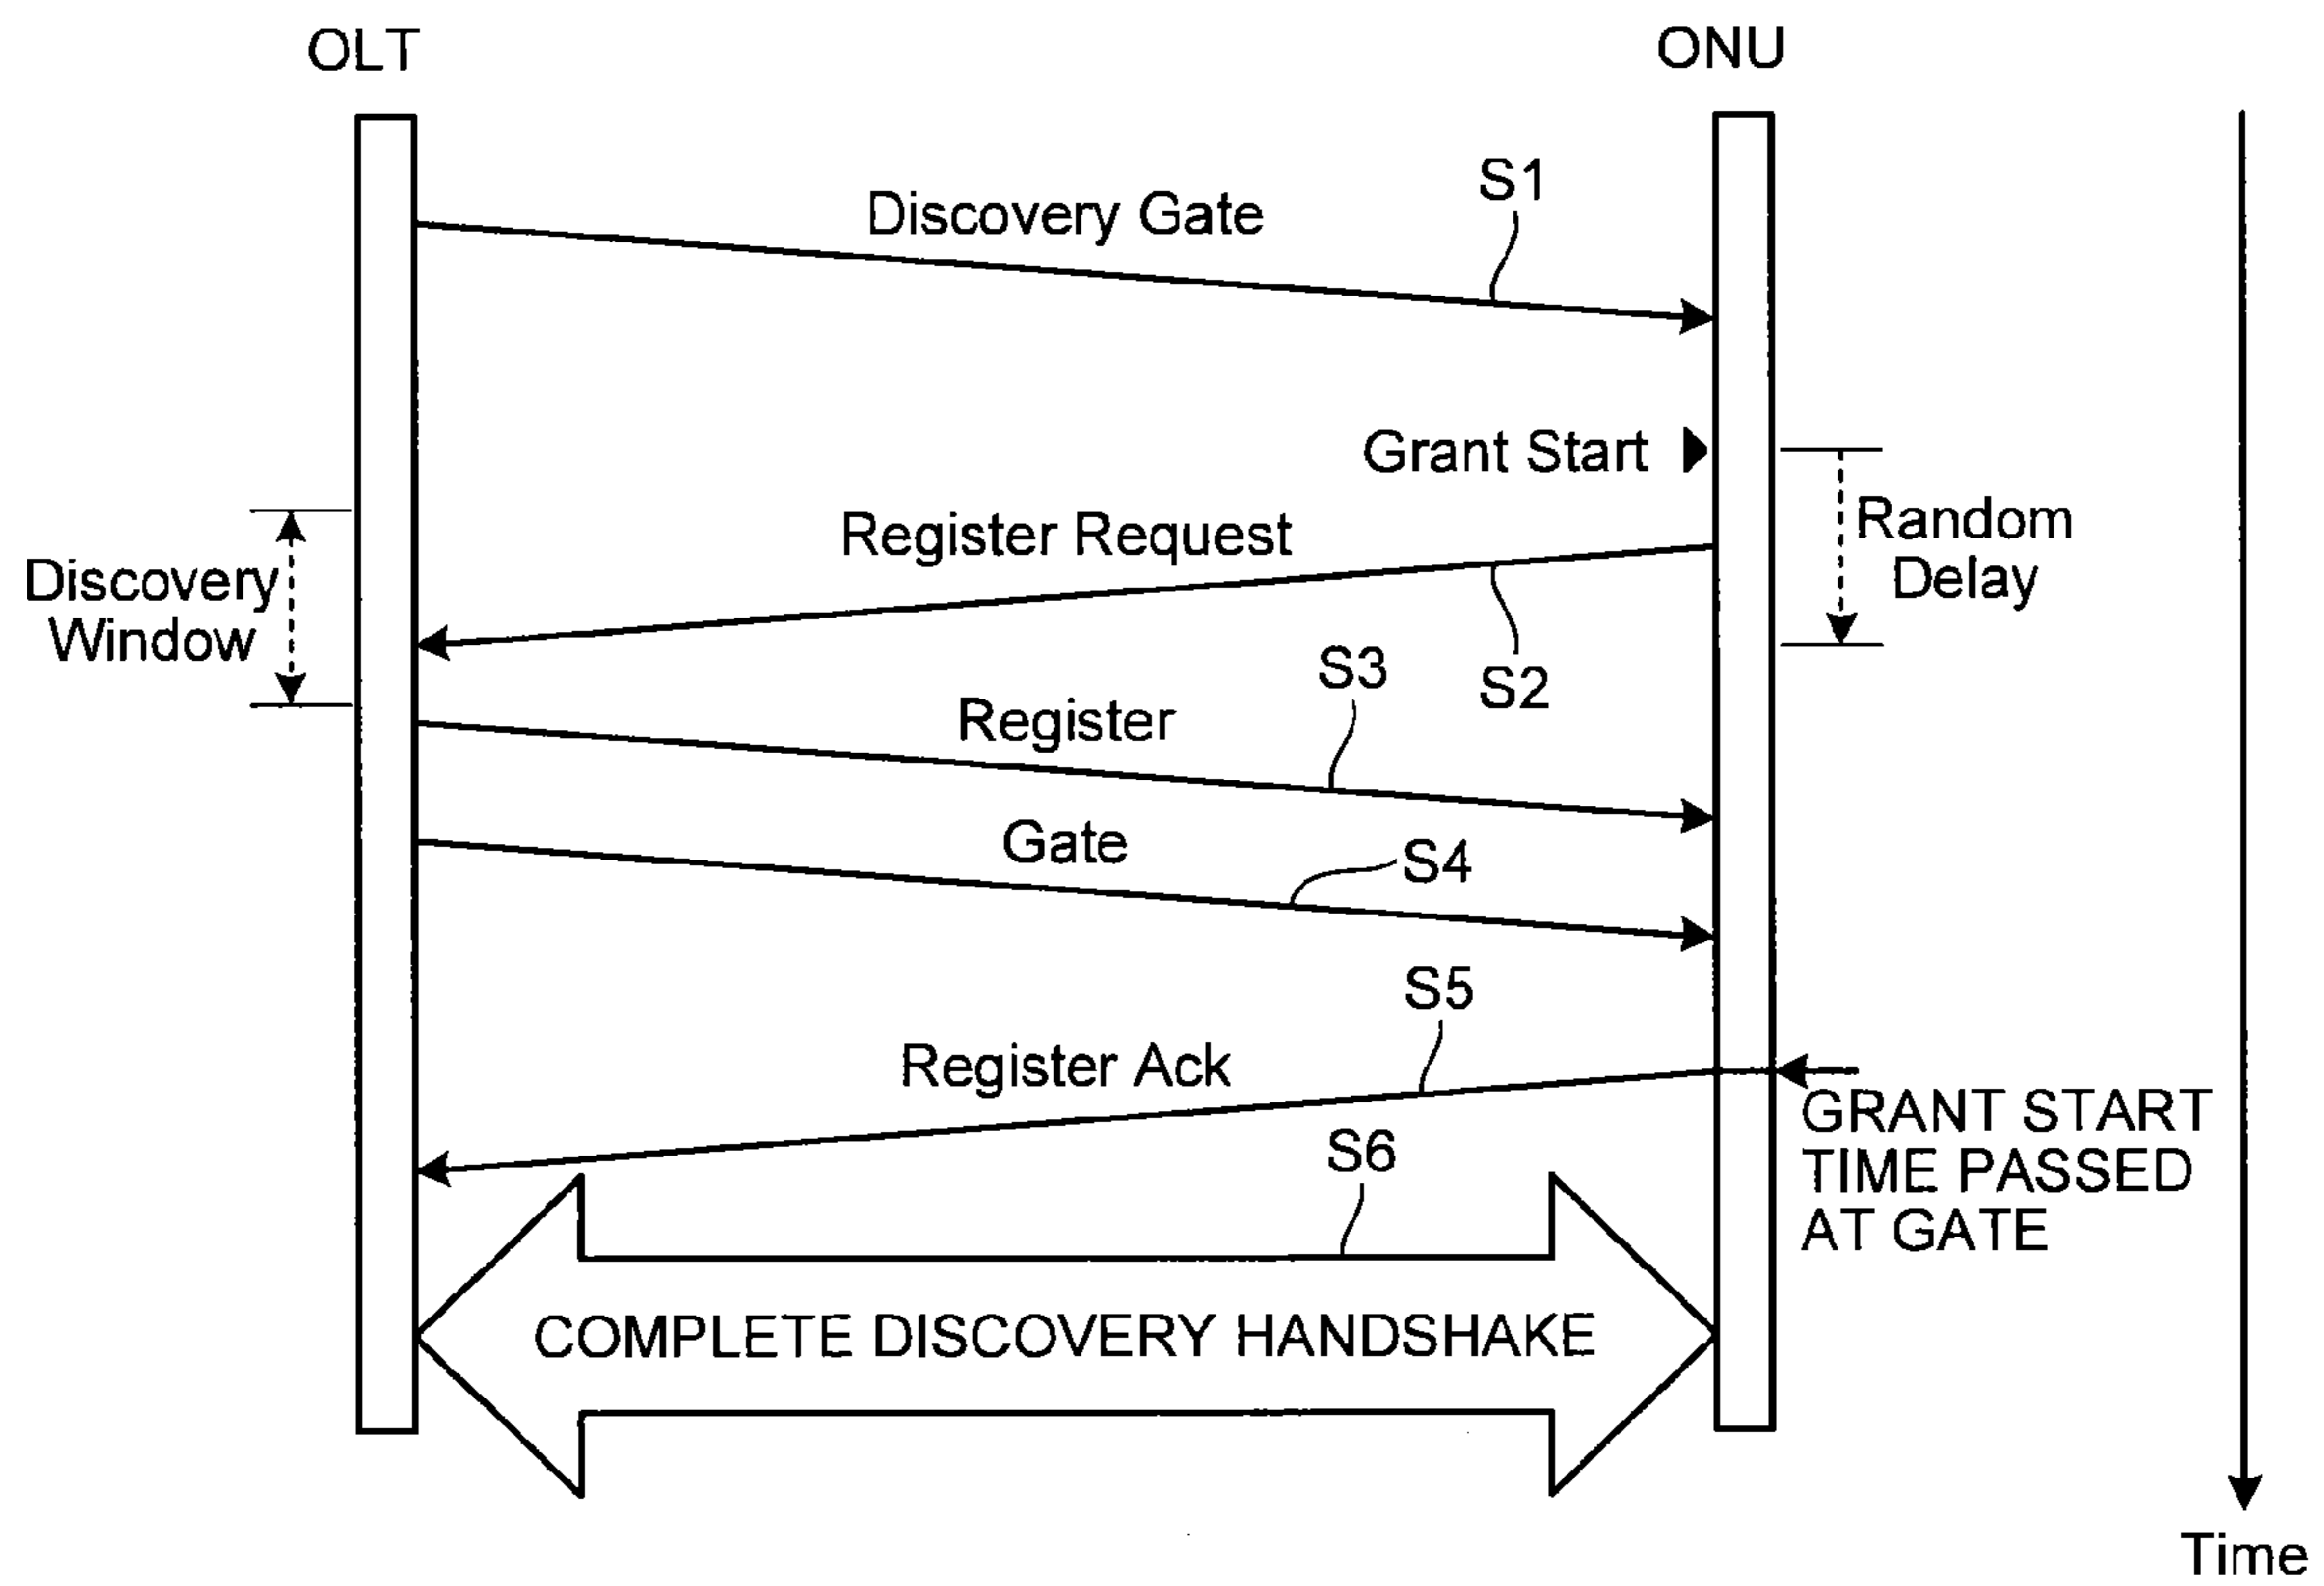 OLT
ONU
S1
Discovery Gate
Grant Start
Random
Delay
Register Request
Discovery
Window
S2
S3
Register
Gate
S4
S5
Register Ack
GRANT START
TIME PASSED
AT GATE
S6
COMPLETE DISCOVERY HANDSHAKE
Time